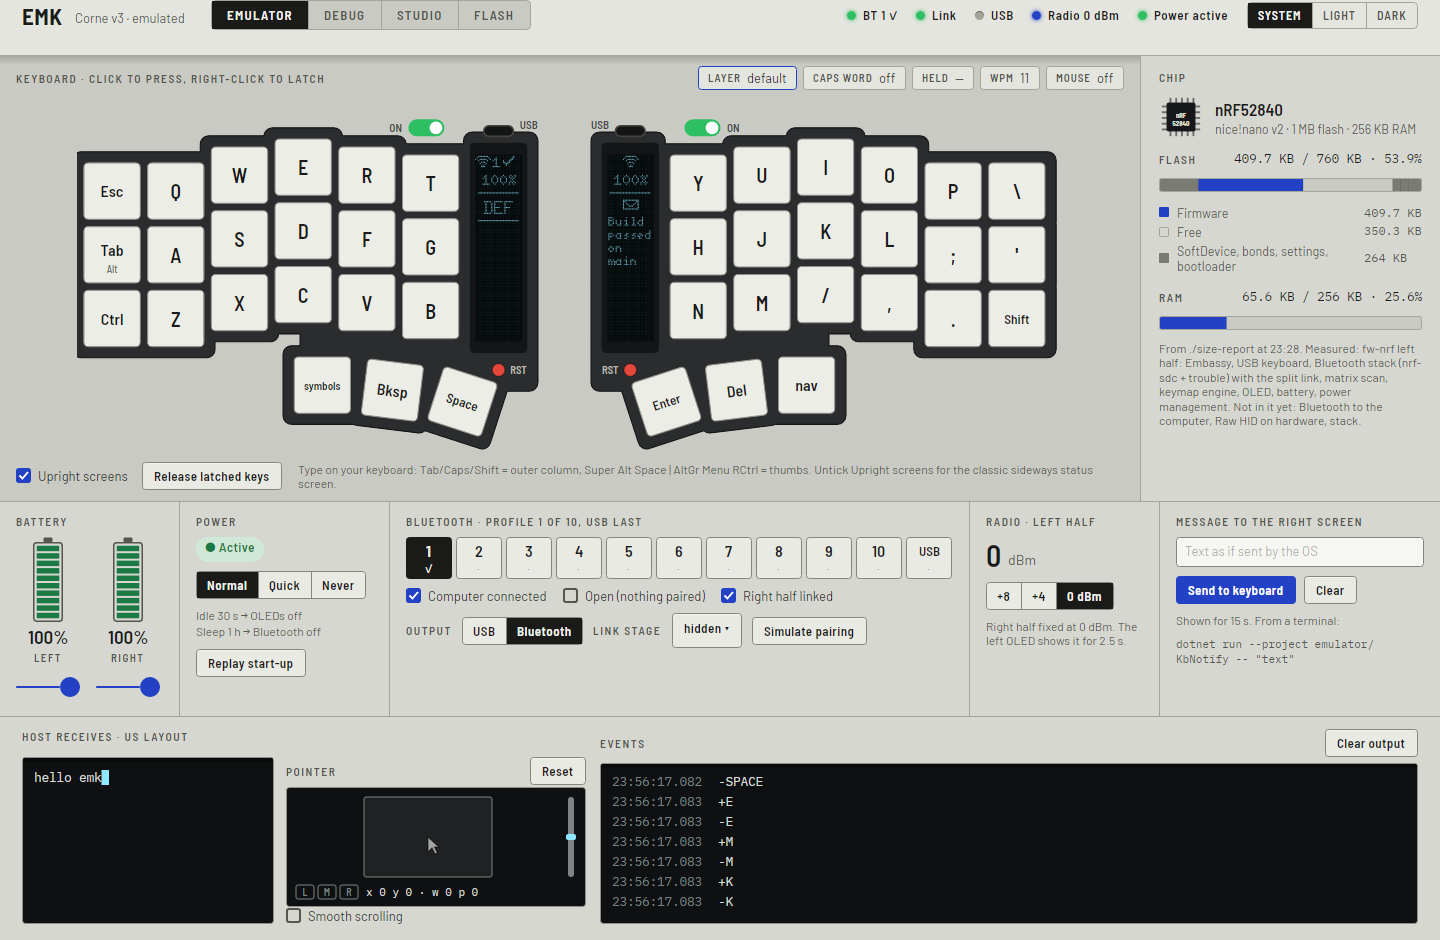 EMK Corne v3 · emulated EMULATOR DEBUG STUDIO FLASH BT 1 √ Link USB Radio 0 dBm Power active SYSTEM LIGHT DARK
KEYBOARD · CLICK TO PRESS, RIGHT-CLICK TO LATCH LAYER default CAPS WORD off HELD — WPM 11 MOUSE off
ON USB USB ON
Esc Q W E R T
Tab Alt A S D F G
Ctrl Z X C V B
symbols Bksp Space
1 ✓
100%
DEF
RST
100%
Build
passed
on
main
RST
Y U I O P \
H J K L ; '
N M / , . Shift
Enter Del nav
Upright screens Release latched keys
Type on your keyboard: Tab/Caps/Shift = outer column, Super Alt Space | AltGr Menu RCtrl = thumbs. Untick Upright screens for the classic sideways status
screen.
CHIP
nRF
52840
nRF52840
nice!nano v2 · 1 MB flash · 256 KB RAM
FLASH 409.7 KB / 760 KB · 53.9%
Firmware 409.7 KB
Free 350.3 KB
SoftDevice, bonds, settings,
bootloader 264 KB
RAM 65.6 KB / 256 KB · 25.6%
From ./size-report at 23:28. Measured: fw-nrf left
half: Embassy, USB keyboard, Bluetooth stack (nrf-
sdc + trouble) with the split link, matrix scan,
keymap engine, OLED, battery, power
management. Not in it yet: Bluetooth to the
computer, Raw HID on hardware, stack.
BATTERY
100% 100%
LEFT RIGHT
POWER
Active
Normal Quick Never
Idle 30 s → OLEDs off
Sleep 1 h → Bluetooth off
Replay start-up
BLUETOOTH · PROFILE 1 OF 10, USB LAST
1 2 3 4 5 6 7 8 9 10 USB
√ · · · · · · · · · ·
Computer connected Open (nothing paired) Right half linked
OUTPUT USB Bluetooth LINK STAGE hidden ▾ Simulate pairing
RADIO · LEFT HALF
0 dBm
+8 +4 0 dBm
Right half fixed at 0 dBm. The
left OLED shows it for 2.5 s.
MESSAGE TO THE RIGHT SCREEN
Text as if sent by the OS
Send to keyboard Clear
Shown for 15 s. From a terminal:
dotnet run --project emulator/
KbNotify -- "text"
HOST RECEIVES · US LAYOUT
hello emk
POINTER Reset
L M R x 0 y 0 · w 0 p 0
Smooth scrolling
EVENTS Clear output
23:56:17.082 -SPACE
23:56:17.083 +E
23:56:17.083 -E
23:56:17.083 +M
23:56:17.083 -M
23:56:17.083 +K
23:56:17.083 -K